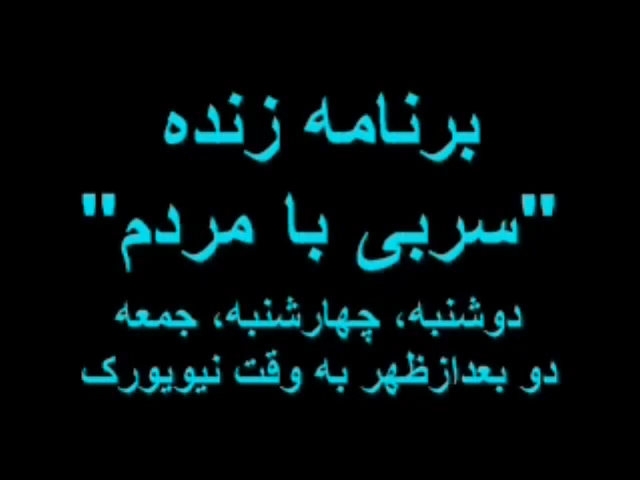 برنامه زنده
"سربی با مردم"
دوشنبه، چهارشنبه، جمعه
دو بعدازظهر به وقت نیویورک